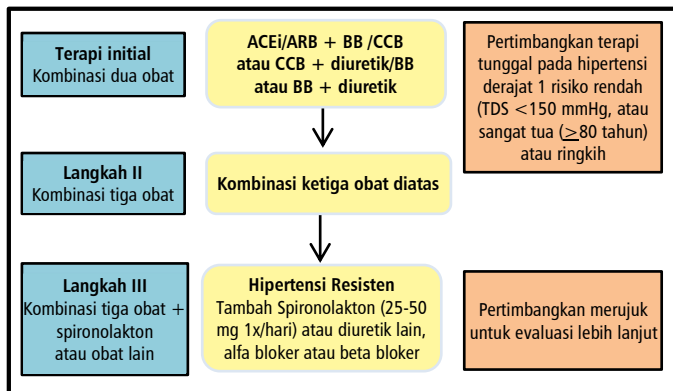 Terapi initial
Kombinasi dua obat
ACEi/ARB + BB /CCB
atau CCB + diuretik/BB
atau BB + diuretik
Pertimbangkan terapi
tunggal pada hipertensi
derajat 1 risiko rendah
(TDS <150 mmHg, atau
sangat tua (≥80 tahun)
atau ringkih
Langkah II
Kombinasi tiga obat
Kombinasi ketiga obat diatas
Langkah III
Kombinasi tiga obat +
spironolakton
atau obat lain
Hipertensi Resisten
Tambah Spironolakton (25-50
mg 1x/hari) atau diuretik lain,
alfa bloker atau beta bloker
Pertimbangkan merujuk
untuk evaluasi lebih lanjut